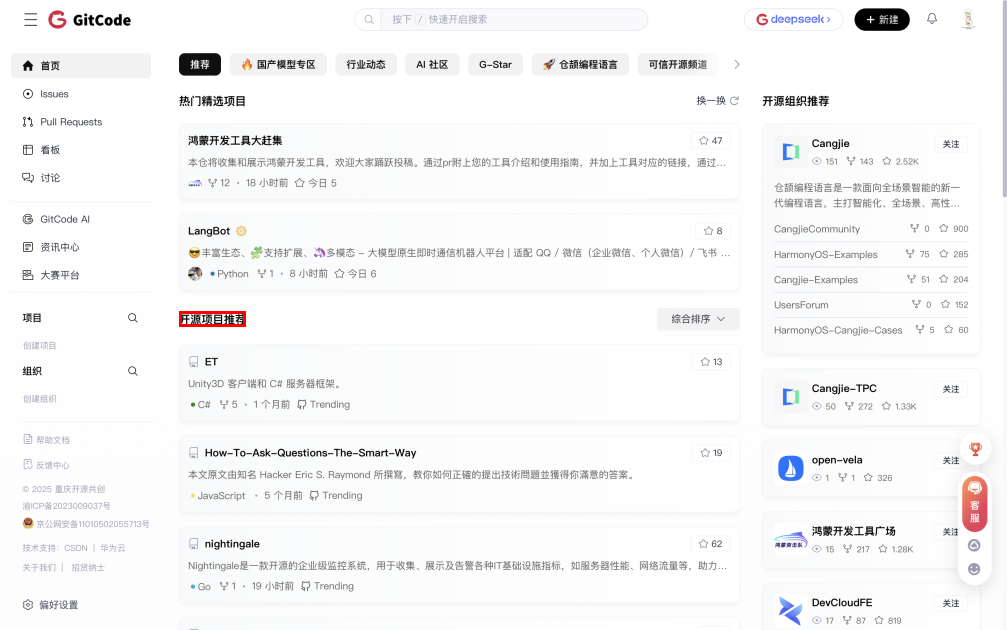 GitCode
按下 / 快速开启搜索
deepseek
+ 新建
首页
Issues
Pull Requests
看板
讨论
GitCode AI
资讯中心
大赛平台
项目
创建项目
组织
创建组织
帮助文档
反馈中心
© 2025 重庆开源共创
渝ICP备2023009037号
京公网安备11010502055713号
技术支持：CSDN | 华为云
关于我们 | 招贤纳士
偏好设置
推荐
国产模型专区
行业动态
AI 社区
G-Star
仓颉编程语言
可信开源频道
热门精选项目
换一换
鸿蒙开发工具大赶集
47
本仓将收集和展示鸿蒙开发工具，欢迎大家踊跃投稿。通过pr附上您的工具介绍和使用指南，并加上工具对应的链接，通过...
12 · 18 小时前 今日 5
LangBot
8
😎丰富生态、🧩支持扩展、🦄多模态 - 大模型原生即时通信机器人平台 | 适配 QQ / 微信（企业微信、个人微信）/ 飞书 ...
Python 1 · 8 小时前 今日 6
开源项目推荐
综合排序
ET
13
Unity3D 客户端和 C# 服务器框架。
C# 5 · 1 个月前 Trending
How-To-Ask-Questions-The-Smart-Way
19
本文原文由知名 Hacker Eric S. Raymond 所撰寫，教你如何正確的提出技術問題並獲得你滿意的答案。
JavaScript · 5 个月前 Trending
nightingale
62
Nightingale是一款开源的企业级监控系统，用于收集、展示及告警各种IT基础设施指标，如服务器性能、网络流量等，助力...
Go 1 · 19 小时前 Trending
开源组织推荐
Cangjie
关注
151 143 2.52K
仓颉编程语言是一款面向全场景智能的新一
代编程语言，主打智能化、全场景、高性...
CangjieCommunity 0 900
HarmonyOS-Examples 75 285
Cangjie-Examples 51 204
UsersForum 0 152
HarmonyOS-Cangjie-Cases 5 60
Cangjie-TPC
关注
50 272 1.33K
open-vela
关注
1 1 326
鸿蒙开发工具广场
关注
15 217 1.28K
DevCloudFE
关注
17 87 819
客
服